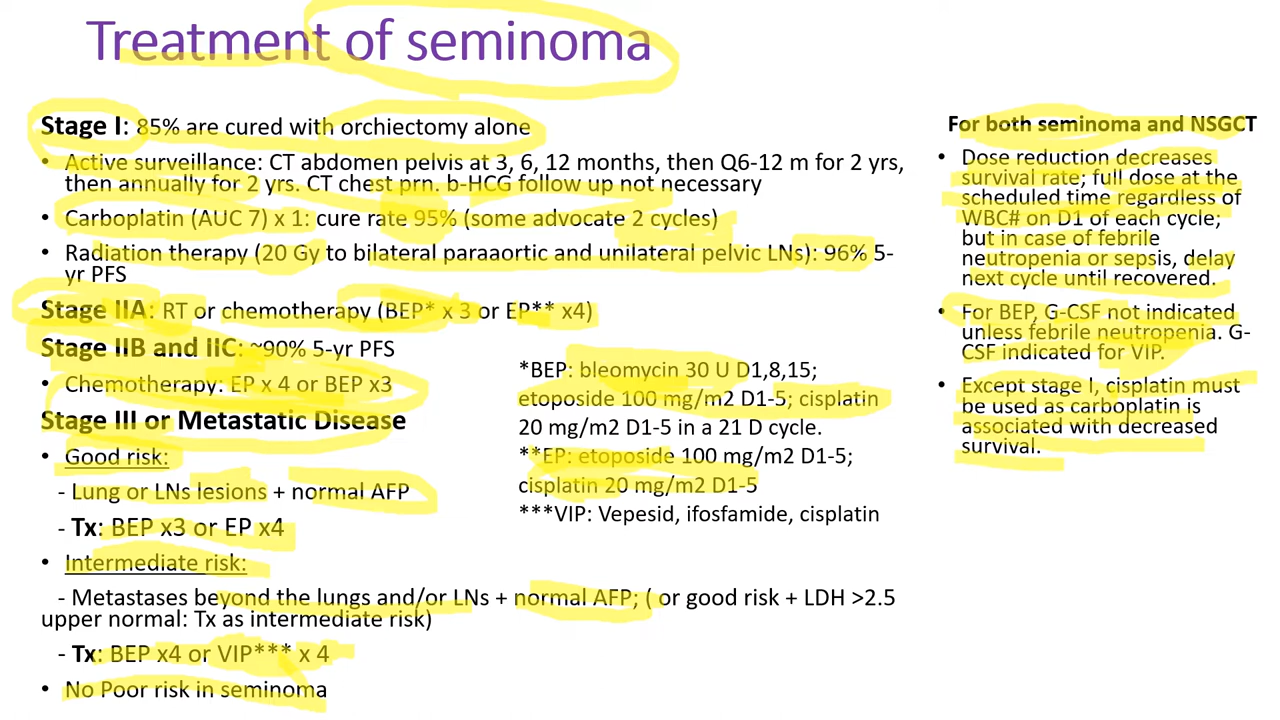 Treatment of seminoma
Stage I: 85% are cured with orchiectomy alone
• Active surveillance: CT abdomen pelvis at 3, 6, 12 months, then Q6-12 m for 2 yrs,
then annually for 2 yrs. CT chest prn. b-HCG follow up not necessary
• Carboplatin (AUC 7) x 1: cure rate 95% (some advocate 2 cycles)
• Radiation therapy (20 Gy to bilateral paraaortic and unilateral pelvic LNs): 96% 5-
yr PFS
Stage IIA: RT or chemotherapy (BEP* x 3 or EP** x4)
Stage IIB and IIC: ~90% 5-yr PFS
• Chemotherapy: EP x 4 or BEP x3
Stage III or Metastatic Disease
• Good risk:
- Lung or LNs lesions + normal AFP
- Tx: BEP x3 or EP x4
• Intermediate risk:
- Metastases beyond the lungs and/or LNs + normal AFP; ( or good risk + LDH >2.5
upper normal: Tx as intermediate risk)
- Tx: BEP x4 or VIP*** x 4
• No Poor risk in seminoma
*BEP: bleomycin 30 U D1,8,15;
etoposide 100 mg/m2 D1-5; cisplatin
20 mg/m2 D1-5 in a 21 D cycle.
**EP: etoposide 100 mg/m2 D1-5;
cisplatin 20 mg/m2 D1-5
***VIP: Vepesid, ifosfamide, cisplatin
For both seminoma and NSGCT
• Dose reduction decreases
survival rate; full dose at the
scheduled time regardless of
WBC# on D1 of each cycle;
but in case of febrile
neutropenia or sepsis, delay
next cycle until recovered.
• For BEP, G-CSF not indicated
unless febrile neutropenia. G-
CSF indicated for VIP.
• Except stage I, cisplatin must
be used as carboplatin is
associated with decreased
survival.